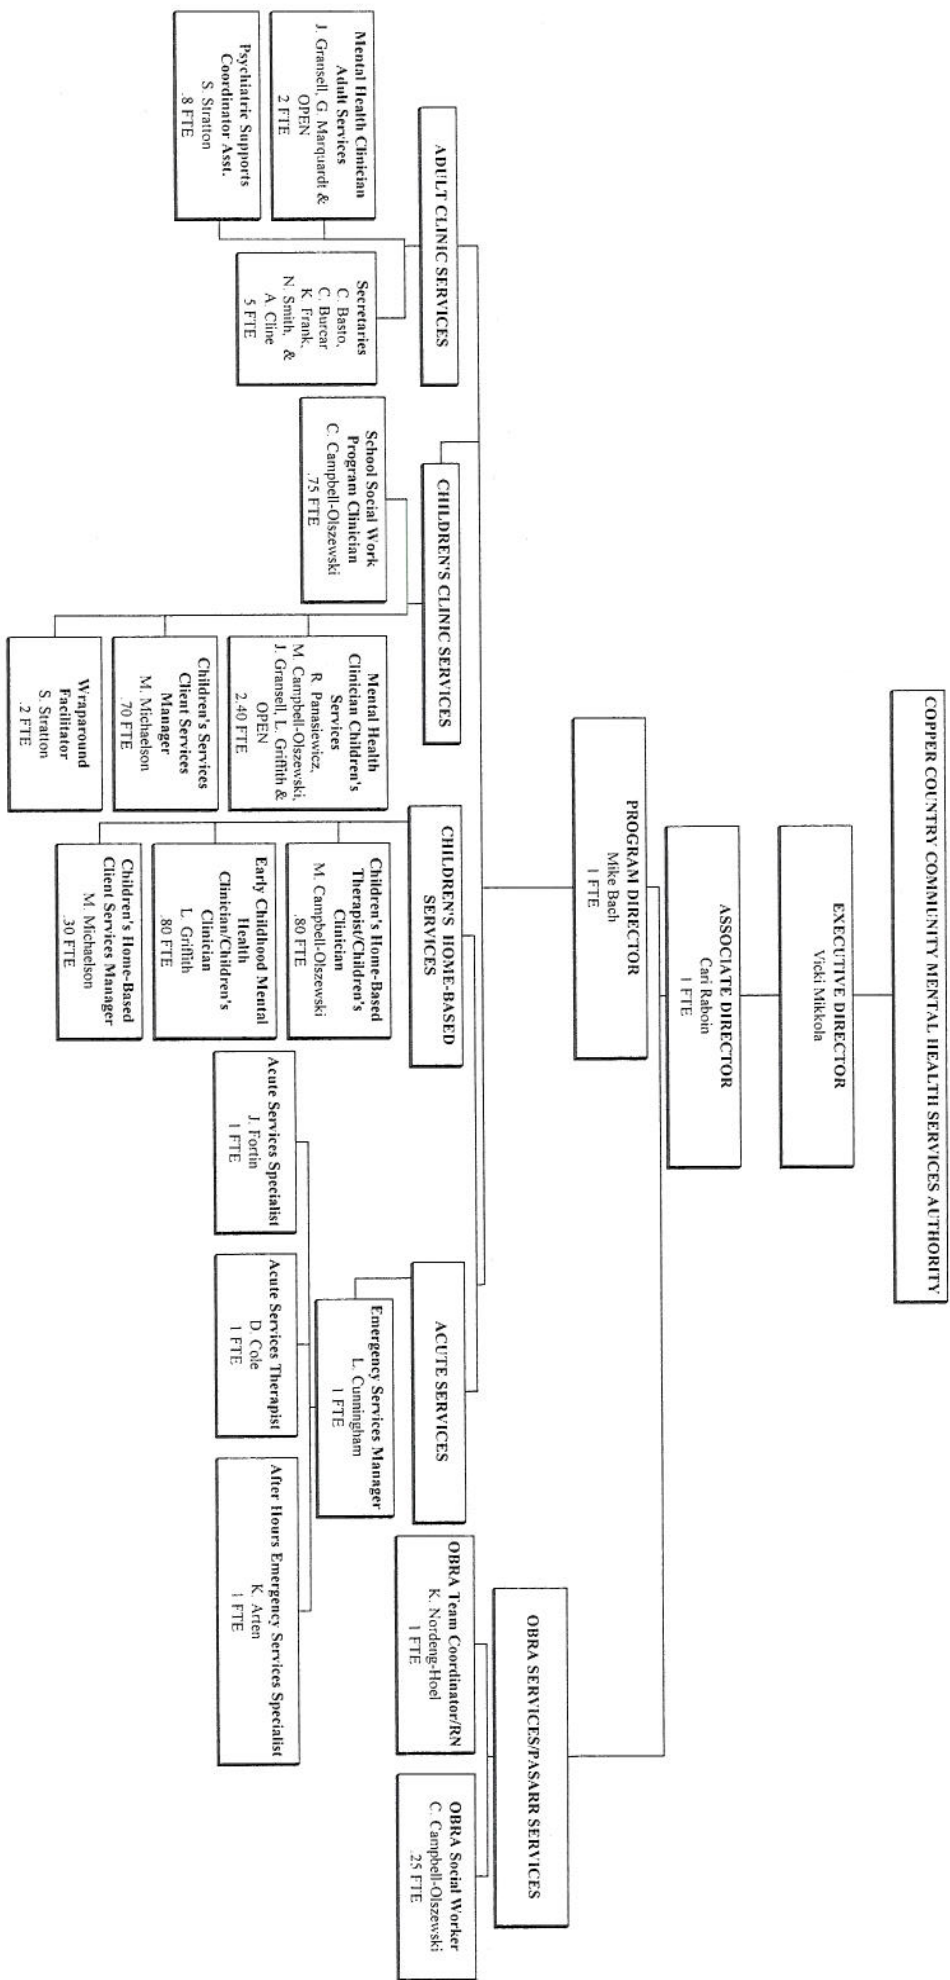 COPPER COUNTRY COMMUNITY MENTAL HEALTH SERVICES AUTHORITY
EXECUTIVE DIRECTOR
Vicki Mikkola
ASSOCIATE DIRECTOR
Cari Raboin
1 FTE
PROGRAM DIRECTOR
Mike Bach
1 FTE
OBRA SERVICES/PASARR SERVICES
OBRA Team Coordinator/RN
K. Nordeng-Hoel
1 FTE
OBRA Social Worker
C. Campbell-Olszewski
.25 FTE
ADULT CLINIC SERVICES
Mental Health Clinician
Adult Services
J. Gransell, G. Marquardt &
OPEN
2 FTE
Psychiatric Supports
Coordinator Asst.
S. Stratton
.8 FTE
Secretaries
C. Basto,
C. Burcar
K. Frank,
N. Smith, &
A. Cline
5 FTE
CHILDREN'S CLINIC SERVICES
School Social Work
Program Clinician
C. Campbell-Olszewski
.75 FTE
Mental Health
Clinician Children's
Services
R. Panasiewicz,
M. Campbell-Olszewski,
J. Gransell, L. Griffith &
OPEN
2.40 FTE
Children's Services
Client Services
Manager
M. Michaelson
.70 FTE
Wraparound
Facilitator
S. Stratton
.2 FTE
CHILDREN'S HOME-BASED
SERVICES
Children's Home-Based
Therapist/Children's
Clinician
M. Campbell-Olszewski
.80 FTE
Early Childhood Mental
Health
Clinician/Children's
Clinician
L. Griffith
.80 FTE
Children's Home-Based
Client Services Manager
M. Michaelson
.30 FTE
ACUTE SERVICES
Emergency Services Manager
L. Cunningham
1 FTE
Acute Services Specialist
J. Fortin
1 FTE
Acute Services Therapist
D. Cole
1 FTE
After Hours Emergency Services Specialist
K. Arten
1 FTE